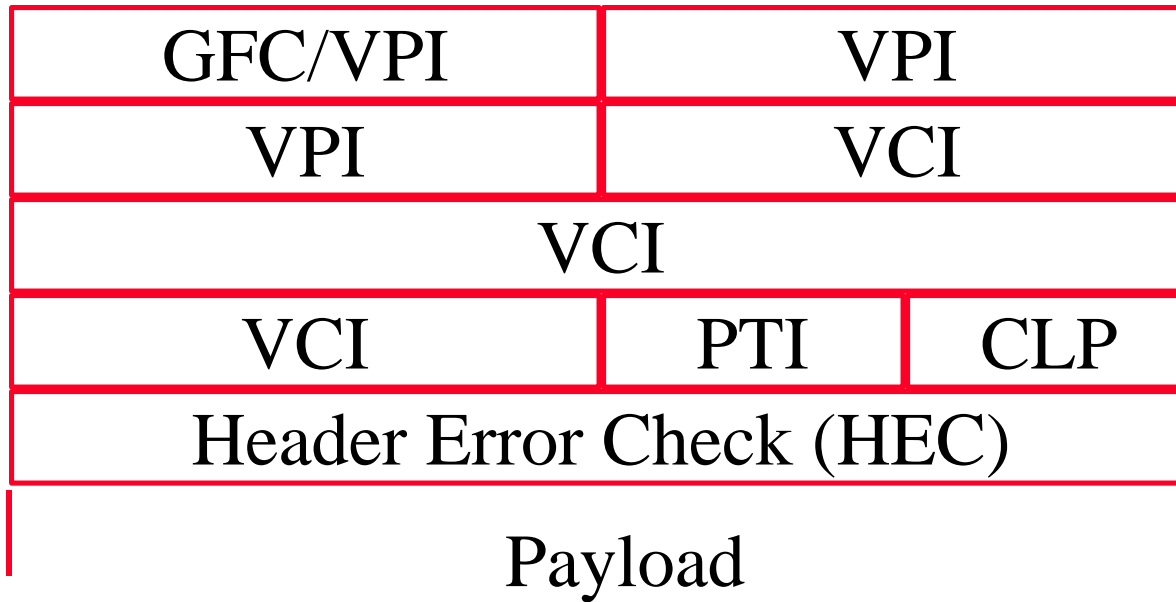 GFC/VPI VPI
VPI VCI
VCI
VCI PTI CLP
Header Error Check (HEC)
Payload